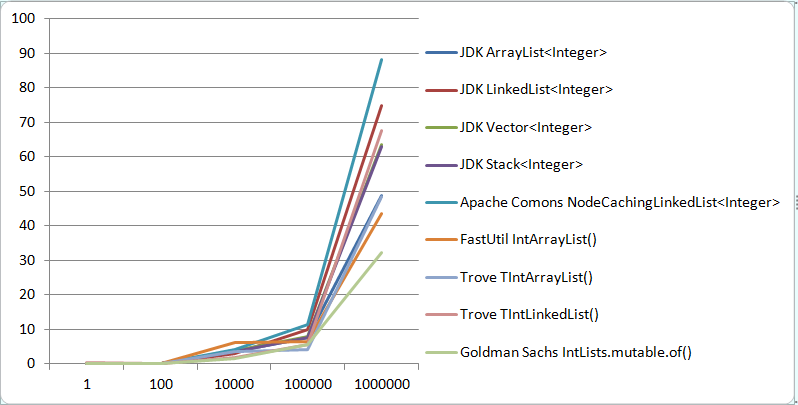 100
90
80
70
60
50
40
30
20
10
0
1 100 10000 100000 1000000
JDK ArrayList<Integer>
JDK LinkedList<Integer>
JDK Vector<Integer>
JDK Stack<Integer>
Apache Comons NodeCachingLinkedList<Integer>
FastUtil IntArrayList()
Trove TIntArrayList()
Trove TIntLinkedList()
Goldman Sachs IntLists.mutable.of()